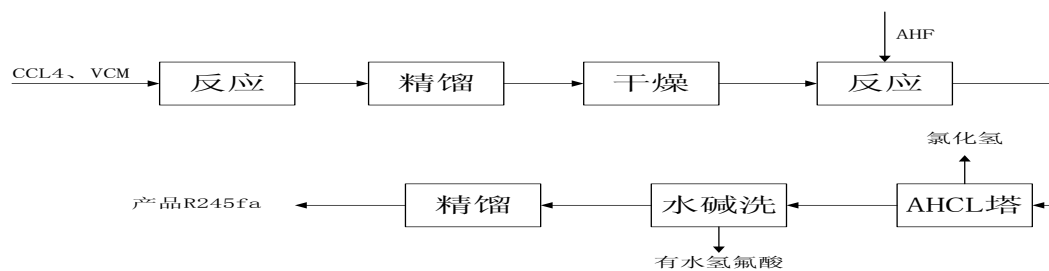 AHF
CCL4、VCM
反应
精馏
干燥
反应
氯化氢
产品R245fa
精馏
水碱洗
AHCL塔
有水氢氟酸